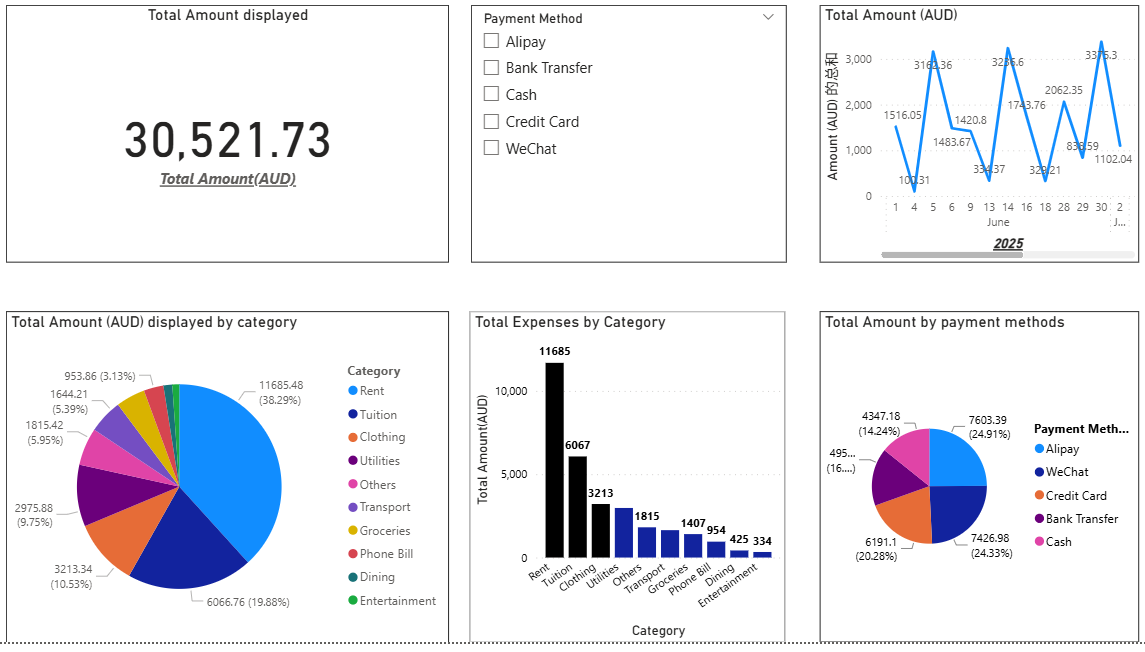 Total Amount displayed
30,521.73
Total Amount(AUD)
Payment Method
Alipay
Bank Transfer
Cash
Credit Card
WeChat
Total Amount (AUD)
Amount (AUD) 的总和
3,000
2,000
1,000
0
1516.05
100.31
3162.36
1483.67
1420.8
334.37
1743.76
329.21
2062.35
1102.04
1
4
5
6
9
13
14
16
18
28
29
30
2
June
J...
2025
Total Amount (AUD) displayed by category
953.86 (3.13%)
1644.21
(5.39%)
1815.42
(5.95%)
2975.88
(9.75%)
3213.34
(10.53%)
6066.76 (19.88%)
11685.48
(38.29%)
Category
Rent
Tuition
Clothing
Utilities
Others
Transport
Groceries
Phone Bill
Dining
Entertainment
Total Expenses by Category
Total Amount(AUD)
10,000
5,000
0
11685
6067
3213
1815
1407
954
425
334
Rent
Tuition
Clothing
Utilities
Others
Transport
Groceries
Phone Bill
Dining
Entertainment
Category
Total Amount by payment methods
4347.18
(14.24%)
495...
(16....)
6191.1
(20.28%)
7603.39
(24.91%)
7426.98
(24.33%)
Payment Meth...
Alipay
WeChat
Credit Card
Bank Transfer
Cash